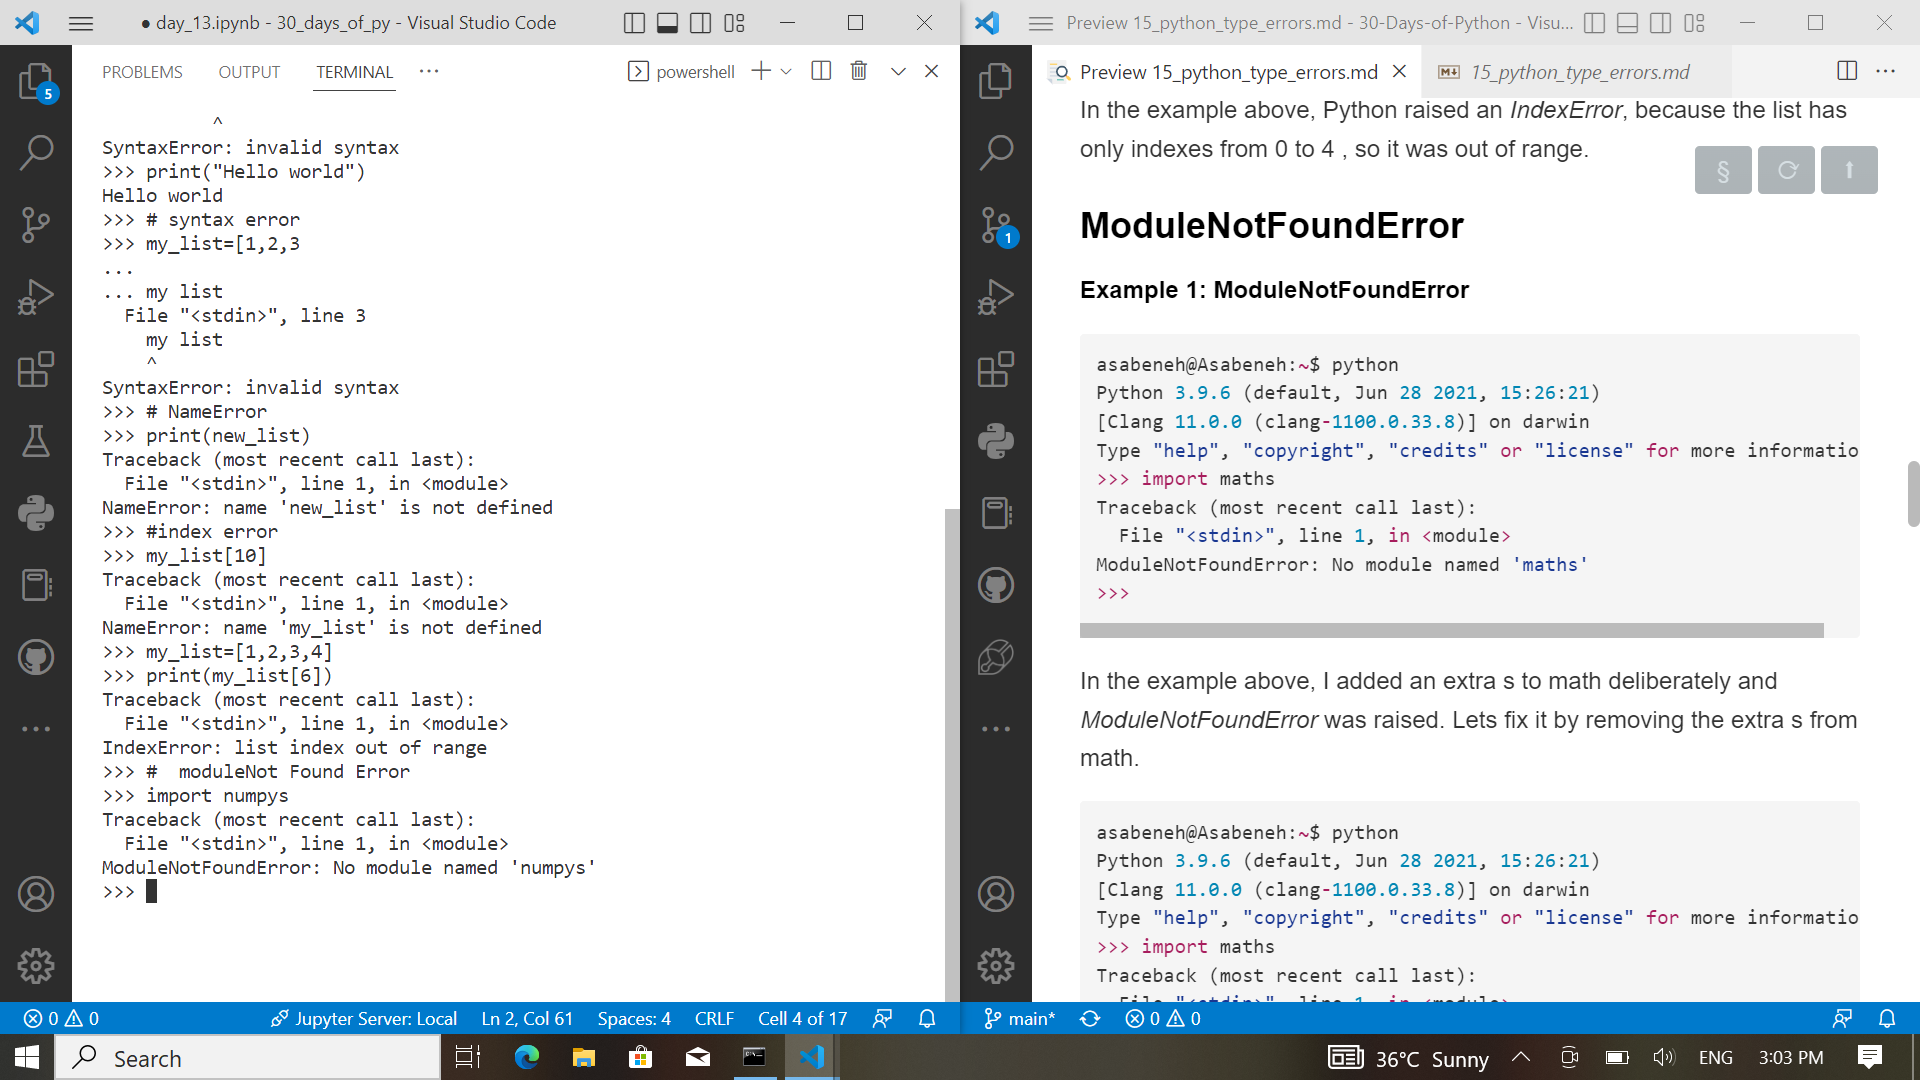 ● day_13.ipynb - 30_days_of_py - Visual Studio Code
PROBLEMS OUTPUT TERMINAL ··· powershell
5
^
SyntaxError: invalid syntax
>>> print("Hello world")
Hello world
>>> # syntax error
>>> my_list=[1,2,3
...
... my list
File "<stdin>", line 3
my list
^
SyntaxError: invalid syntax
>>> # NameError
>>> print(new_list)
Traceback (most recent call last):
File "<stdin>", line 1, in <module>
NameError: name 'new_list' is not defined
>>> #index error
>>> my_list[10]
Traceback (most recent call last):
File "<stdin>", line 1, in <module>
NameError: name 'my_list' is not defined
>>> my_list=[1,2,3,4]
>>> print(my_list[6])
Traceback (most recent call last):
File "<stdin>", line 1, in <module>
IndexError: list index out of range
>>> #  moduleNot Found Error
>>> import numpys
Traceback (most recent call last):
File "<stdin>", line 1, in <module>
ModuleNotFoundError: No module named 'numpys'
>>>
0 0 Jupyter Server: Local Ln 2, Col 61 Spaces: 4 CRLF Cell 4 of 17
Preview 15_python_type_errors.md - 30-Days-of-Python - Visu...
Preview 15_python_type_errors.md 15_python_type_errors.md ···
1
In the example above, Python raised an IndexError, because the list has
only indexes from 0 to 4 , so it was out of range.
§
ModuleNotFoundError
Example 1: ModuleNotFoundError
asabeneh@Asabeneh:~$ python
Python 3.9.6 (default, Jun 28 2021, 15:26:21)
[Clang 11.0.0 (clang-1100.0.33.8)] on darwin
Type "help", "copyright", "credits" or "license" for more informatio
>>> import maths
Traceback (most recent call last):
File "<stdin>", line 1, in <module>
ModuleNotFoundError: No module named 'maths'
>>>
In the example above, I added an extra s to math deliberately and
ModuleNotFoundError was raised. Lets fix it by removing the extra s from
math.
asabeneh@Asabeneh:~$ python
Python 3.9.6 (default, Jun 28 2021, 15:26:21)
[Clang 11.0.0 (clang-1100.0.33.8)] on darwin
Type "help", "copyright", "credits" or "license" for more informatio
>>> import maths
Traceback (most recent call last):
File "<stdin>", line 1, in <module>
main* 0 0
Search 36°C Sunny ENG 3:03 PM